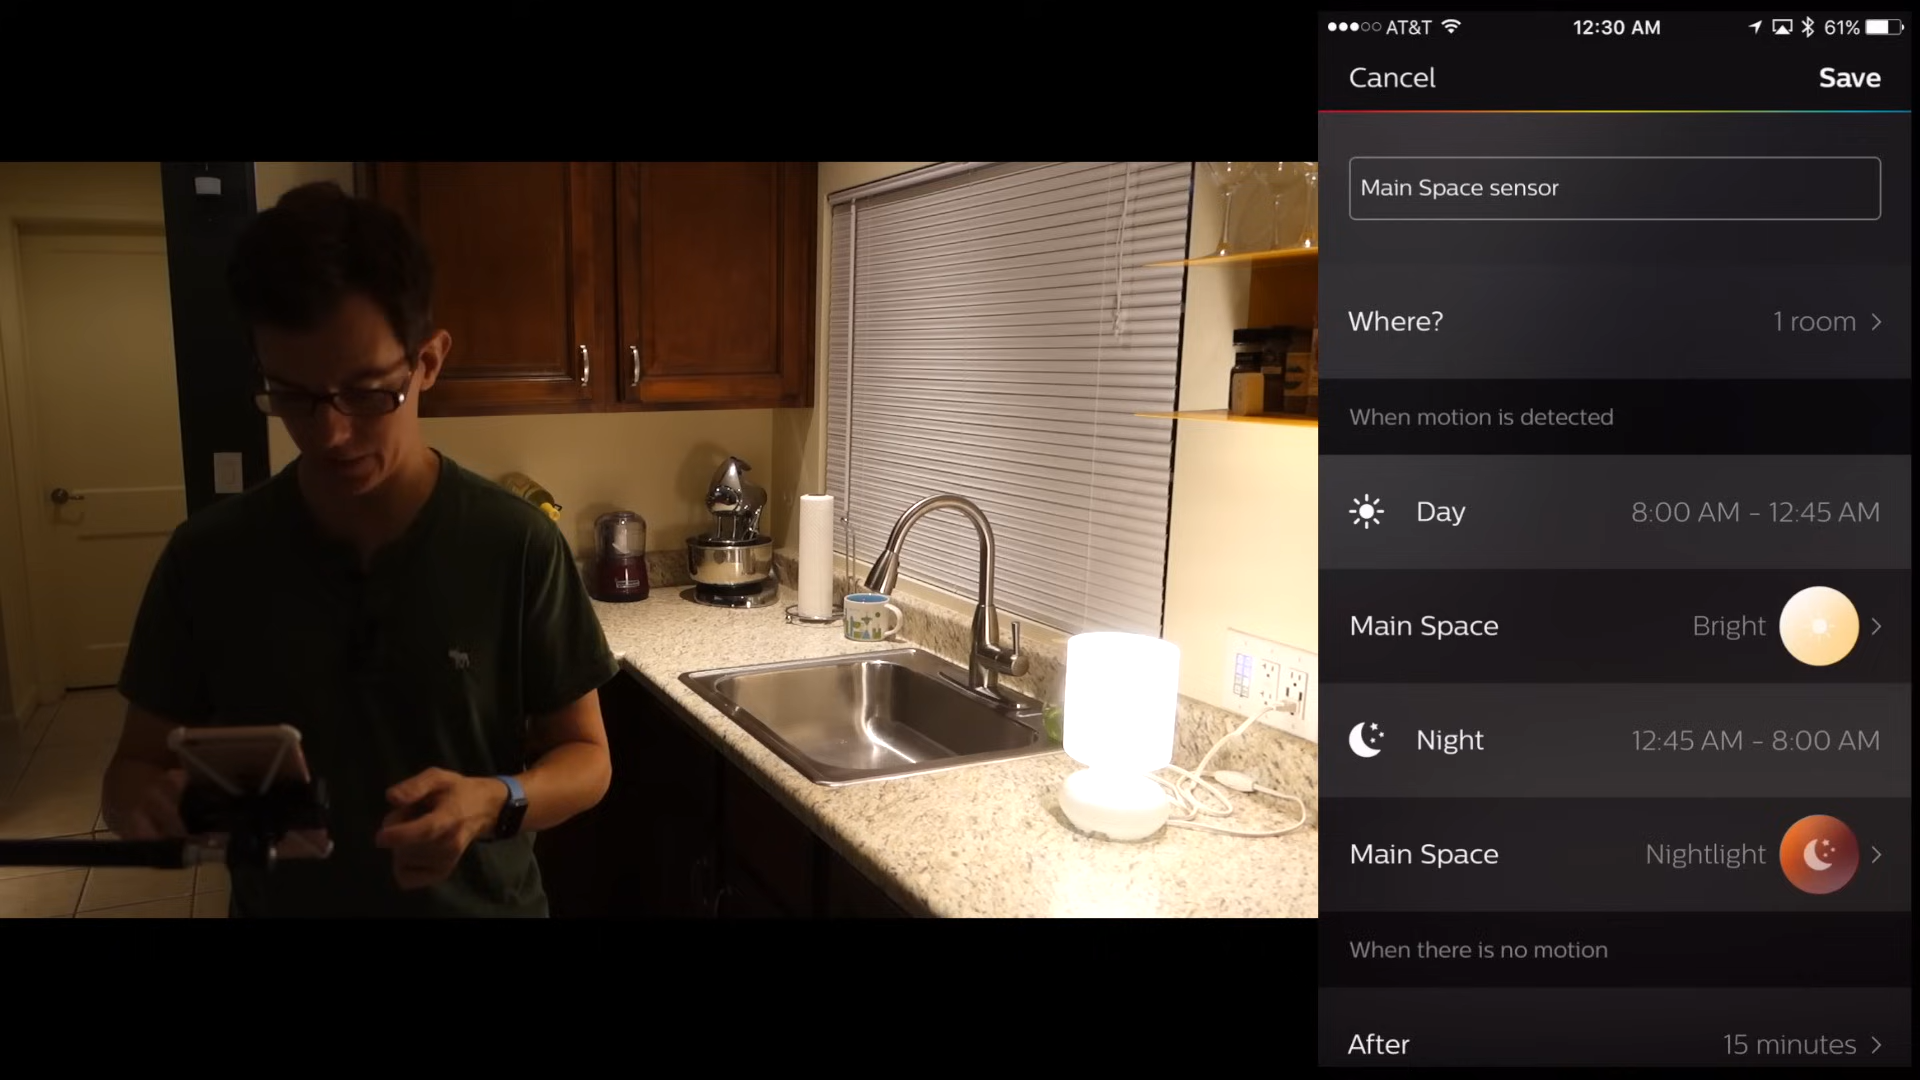 AT&T 12:30 AM 61%
Cancel Save
Main Space sensor
Where? 1 room
When motion is detected
Day 8:00 AM – 12:45 AM
Main Space Bright
Night 12:45 AM – 8:00 AM
Main Space Nightlight
When there is no motion
After 15 minutes